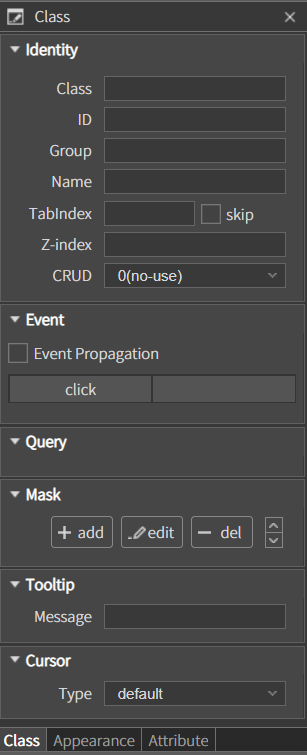 Class
Identity
Class
ID
Group
Name
TabIndex skip
Z-index
CRUD 0(no-use)
Event
Event Propagation
click
Query
Mask
add edit del
Tooltip
Message
Cursor
Type default
Class Appearance Attribute